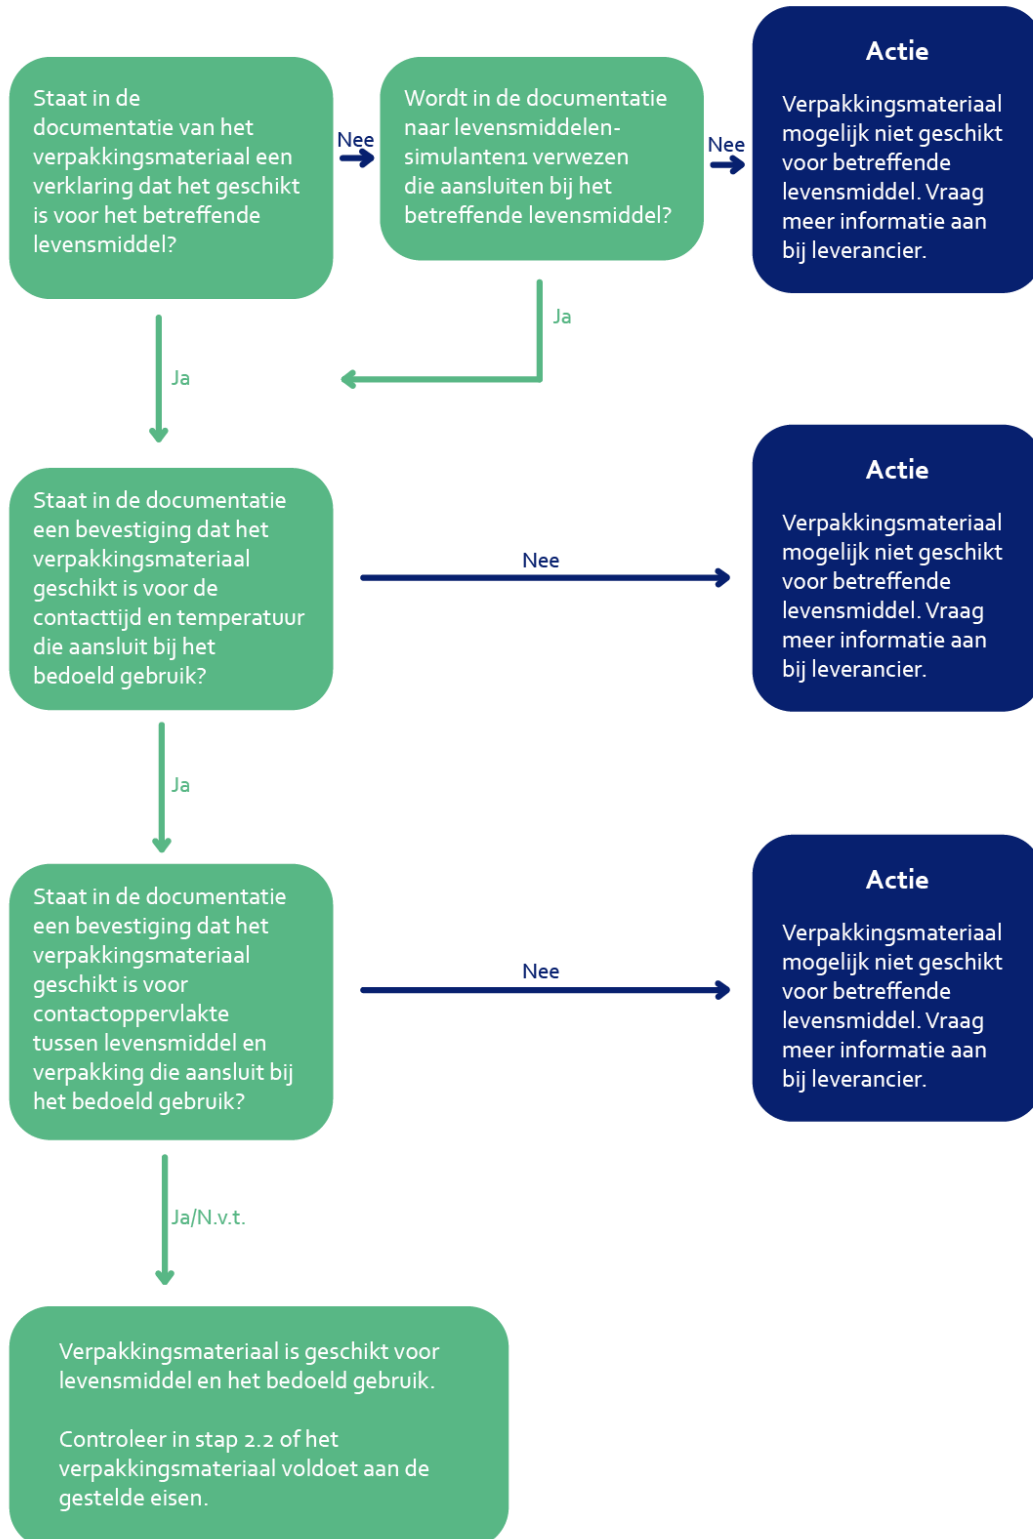 Staat in de
documentatie van het
verpakkingsmateriaal een
verklaring dat het geschikt
is voor het betreffende
levensmiddel?
Nee
Wordt in de documentatie
naar levensmiddelen-
simulanten1 verwezen
die aansluiten bij het
betreffende levensmiddel?
Nee
Actie
Verpakkingsmateriaal
mogelijk niet geschikt
voor betreffende
levensmiddel. Vraag
meer informatie aan
bij leverancier.
Ja
Ja
Staat in de documentatie
een bevestiging dat het
verpakkingsmateriaal
geschikt is voor de
contacttijd en temperatuur
die aansluit bij het
bedoeld gebruik?
Nee
Actie
Verpakkingsmateriaal
mogelijk niet geschikt
voor betreffende
levensmiddel. Vraag
meer informatie aan
bij leverancier.
Ja
Staat in de documentatie
een bevestiging dat het
verpakkingsmateriaal
geschikt is voor
contactoppervlakte
tussen levensmiddel en
verpakking die aansluit bij
het bedoeld gebruik?
Nee
Actie
Verpakkingsmateriaal
mogelijk niet geschikt
voor betreffende
levensmiddel. Vraag
meer informatie aan
bij leverancier.
Ja/N.v.t.
Verpakkingsmateriaal is geschikt voor
levensmiddel en het bedoeld gebruik.
Controleer in stap 2.2 of het
verpakkingsmateriaal voldoet aan de
gestelde eisen.